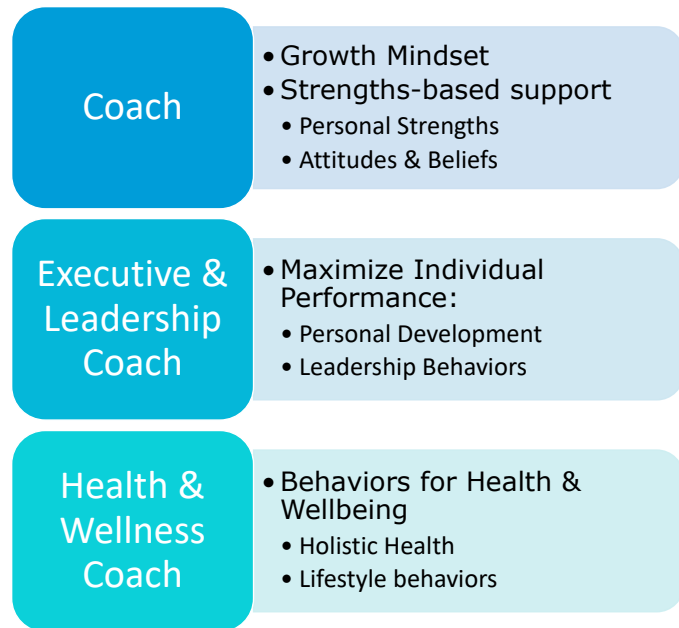 Coach
• Growth Mindset
• Strengths-based support
• Personal Strengths
• Attitudes & Beliefs
Executive &
Leadership
Coach
• Maximize Individual
Performance:
• Personal Development
• Leadership Behaviors
Health &
Wellness
Coach
• Behaviors for Health &
Wellbeing
• Holistic Health
• Lifestyle behaviors